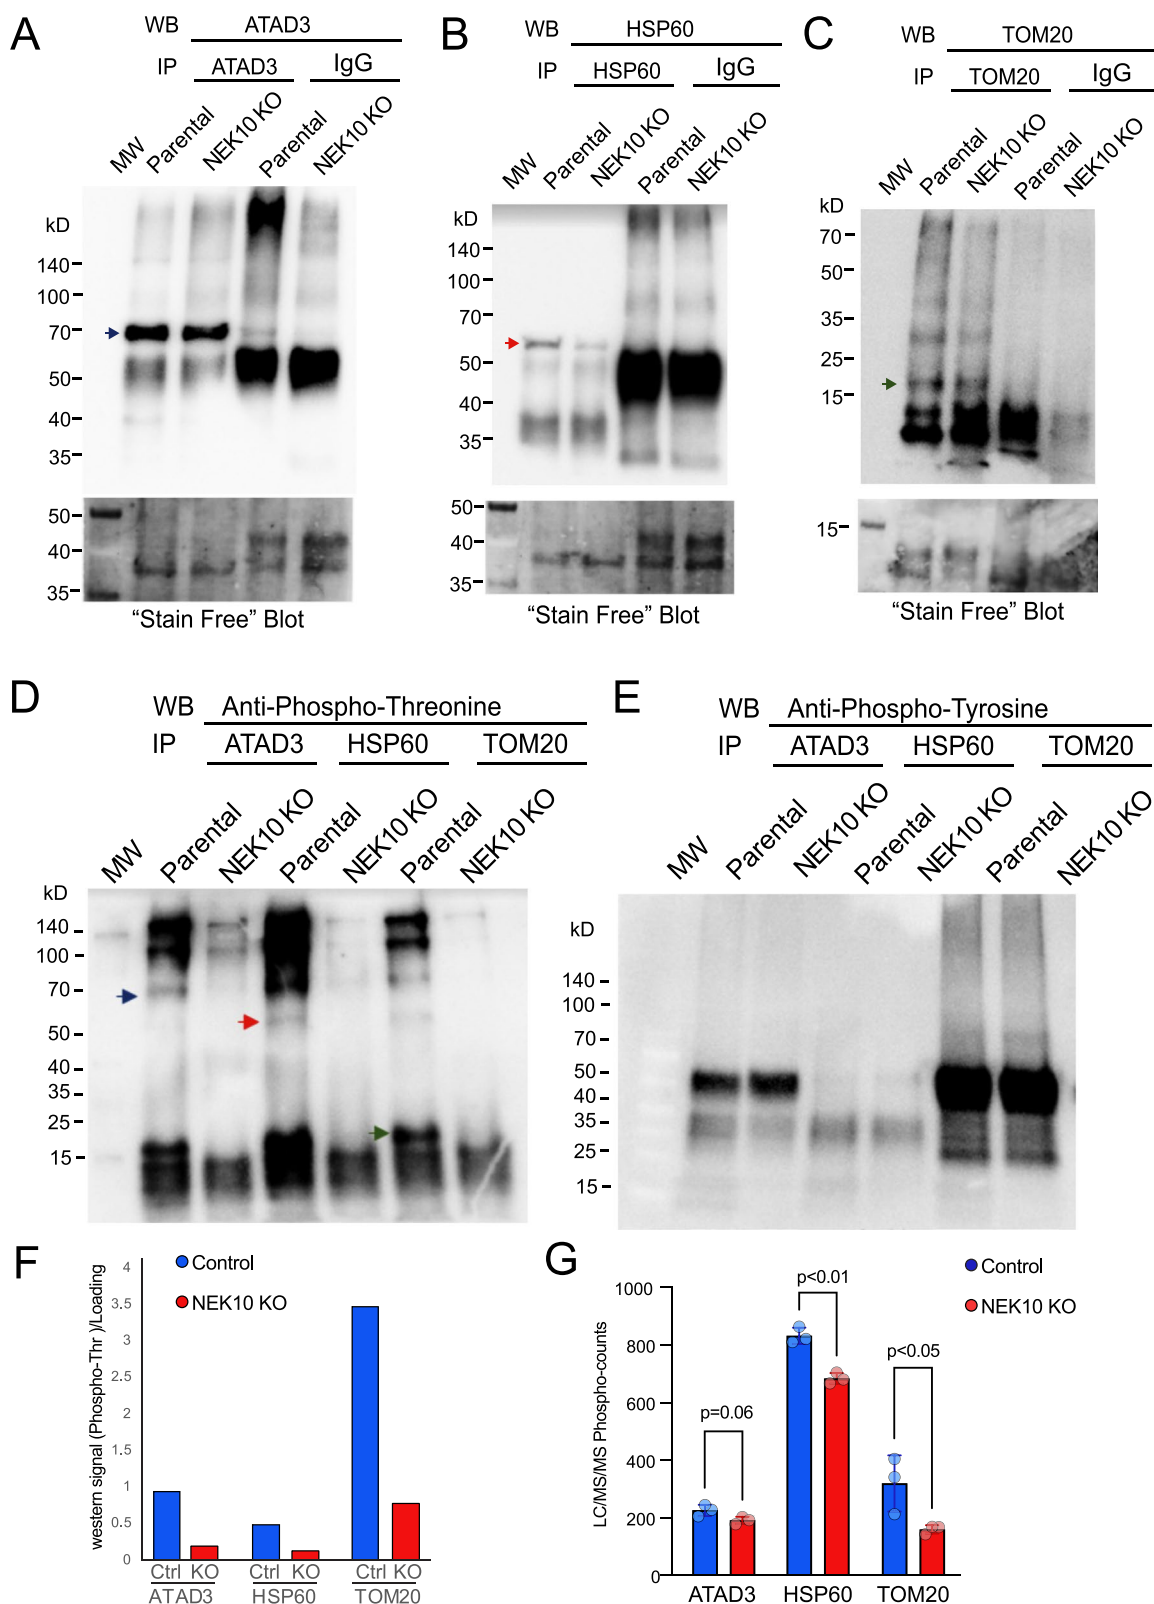 A
WB ATAD3
IP ATAD3 IgG
MW Parental NEK10 KO Parental NEK10 KO
kD
140
100
70
50
40
35
50
40
35
“Stain Free” Blot
B
WB HSP60
IP HSP60 IgG
MW Parental NEK10 KO Parental NEK10 KO
kD
140
100
70
50
40
35
50
40
35
“Stain Free” Blot
C
WB TOM20
IP TOM20 IgG
MW Parental NEK10 KO Parental NEK10 KO
kD
70
50
35
25
15
15
“Stain Free” Blot
D
WB Anti-Phospho-Threonine
IP ATAD3 HSP60 TOM20
MW Parental NEK10 KO Parental NEK10 KO Parental NEK10 KO
kD
140
100
70
50
40
35
25
15
E
WB Anti-Phospho-Tyrosine
IP ATAD3 HSP60 TOM20
MW Parental NEK10 KO Parental NEK10 KO Parental NEK10 KO
kD
140
100
70
50
40
35
25
15
F
western signal (Phospho-Thr )/Loading
Control
NEK10 KO
4
3.5
3
2.5
2
1.5
1
0.5
0
Ctrl KO Ctrl KO Ctrl KO
ATAD3 HSP60 TOM20
G
LC/MS/MS Phospho-counts
Control
NEK10 KO
1000
800
600
400
200
0
p=0.06
p<0.01
p<0.05
ATAD3 HSP60 TOM20